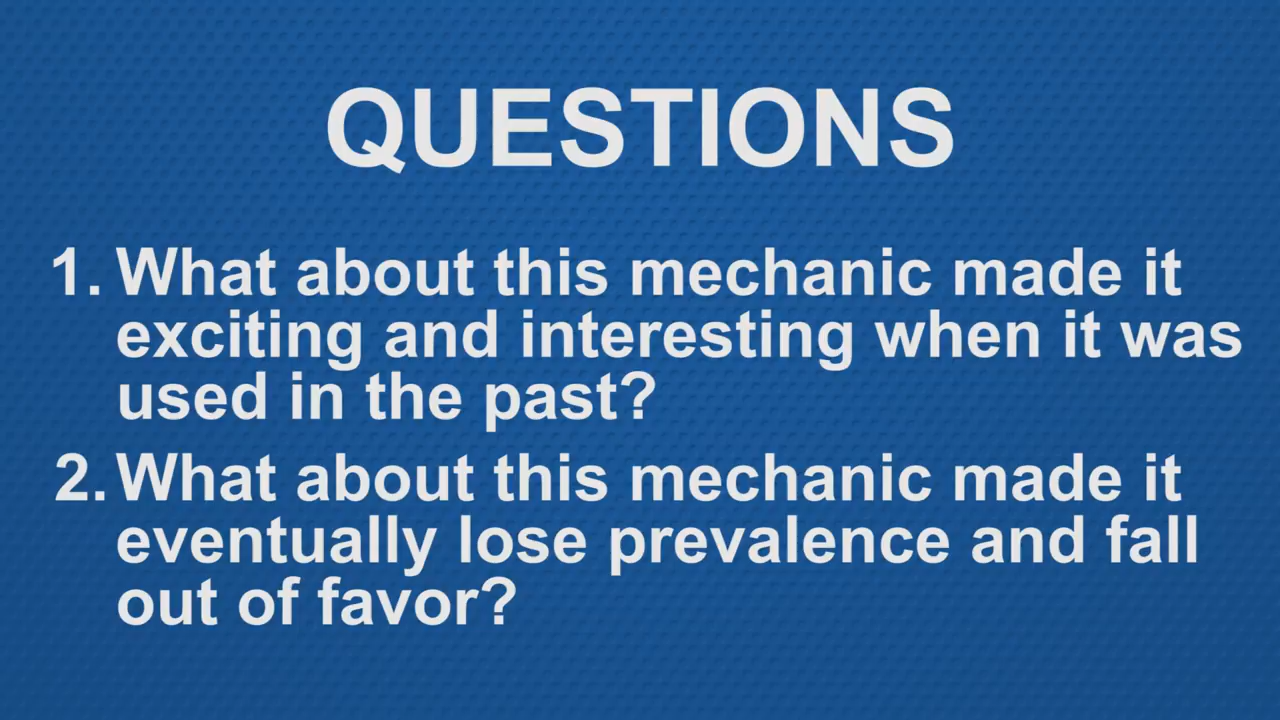 QUESTIONS
1. What about this mechanic made it
exciting and interesting when it was
used in the past?
2. What about this mechanic made it
eventually lose prevalence and fall
out of favor?